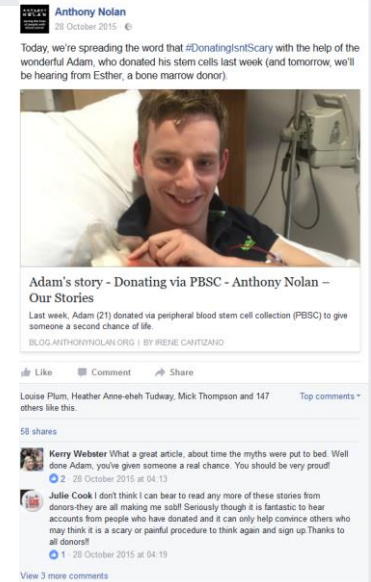 ANTHONY
NOLAN
Anthony Nolan
28 October 2015
Today, we're spreading the word that #DonatingIsntScary with the help of the
wonderful Adam, who donated his stem cells last week (and tomorrow, we'll
be hearing from Esther, a bone marrow donor).
Adam's story - Donating via PBSC - Anthony Nolan –
Our Stories
Last week, Adam (21) donated via peripheral blood stem cell collection (PBSC) to give
someone a second chance of life.
BLOG.ANTHONYNOLAN.ORG | BY IRENE CANTIZANO
Like Comment Share
Louise Plum, Heather Anne-eheh Tudway, Mick Thompson and 147
others like this.
Top comments
58 shares
Kerry Webster What a great article, about time the myths were put to bed. Well
done Adam, you've given someone a real chance. You should be very proud!
2 · 28 October 2015 at 04:13
Julie Cook I don't think I can bear to read any more of these stories from
donors-they are all making me sob!! Seriously though it is fantastic to hear
accounts from people who have donated and it can only help convince others who
may think it is a scary or painful procedure to think again and sign up.Thanks to
all donors!!
1 · 28 October 2015 at 04:19
View 3 more comments